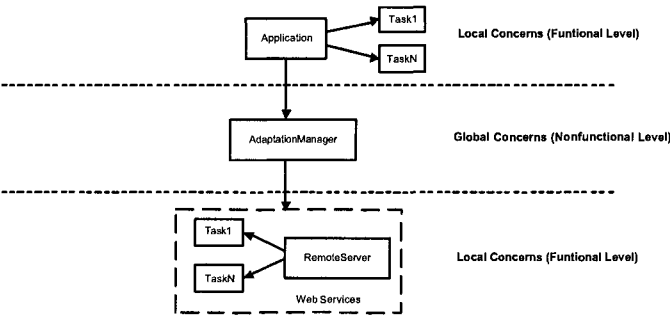 Task1
Application
Local Concerns (Funtional Level)
TaskN
AdaptationManager
Global Concerns (Nonfunctional Level)
Task1
RemoteServer
Local Concerns (Funtional Level)
TaskN
Web Services